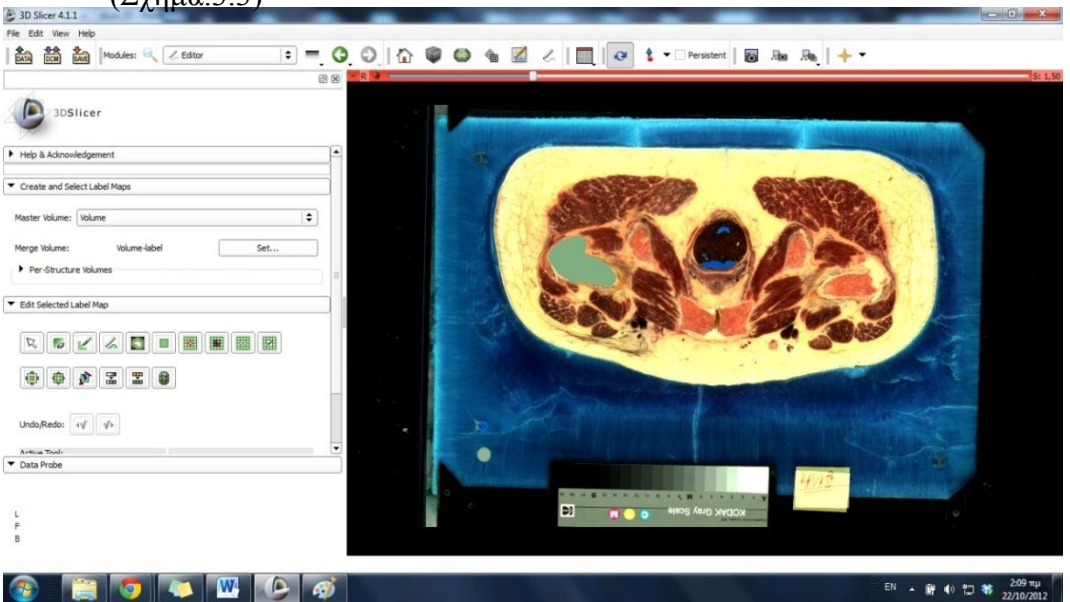 (Σχήμα.5.5)
3D Slicer 4.1.1
File Edit View Help
DATA DCM SAVE Modules: Editor Persistent
R S: 1,50
3DSlicer
Help & Acknowledgement
Create and Select Label Maps
Master Volume: Volume
Merge Volume: Volume-label Set...
Per-Structure Volumes
Edit Selected Label Map
Undo/Redo:
Active Tool:
Data Probe
L
F
B
KODAK Gray Scale
C Y M
W
EN 2:09 πμ
22/10/2012